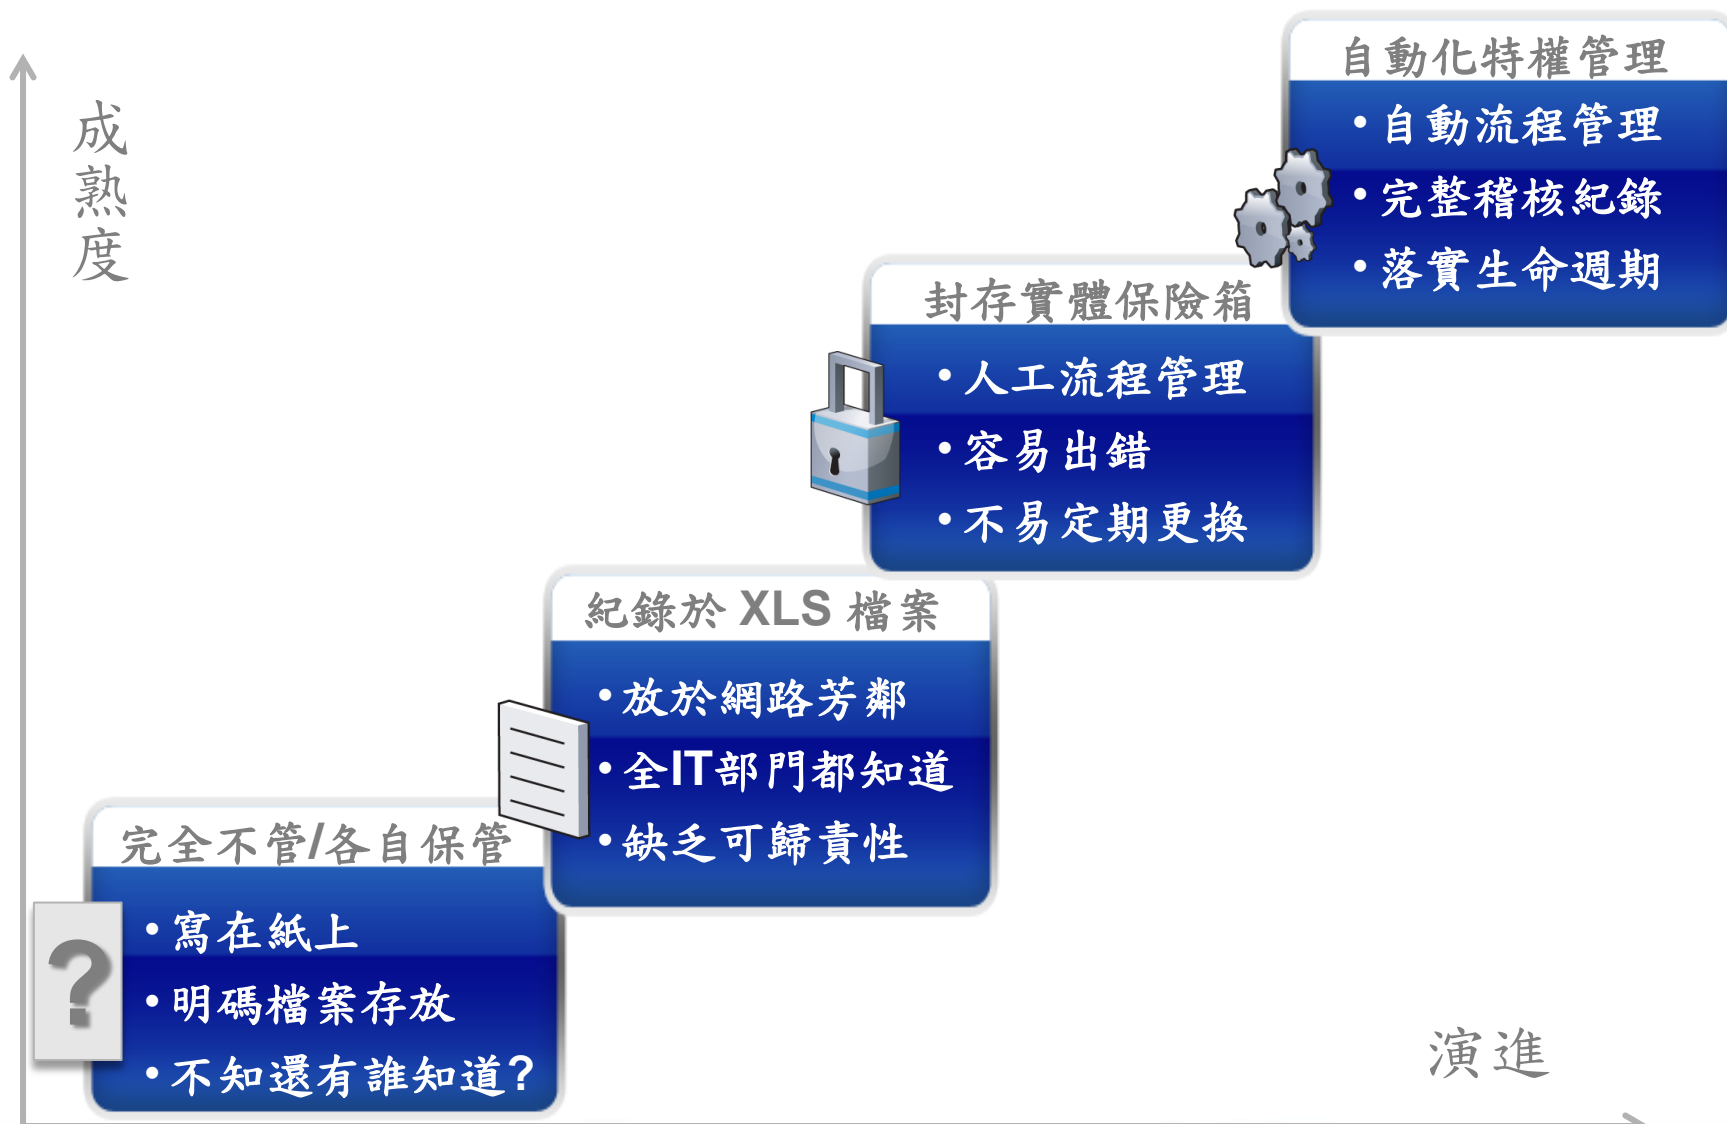 成熟度
自動化特權管理
•自動流程管理
•完整稽核紀錄
•落實生命週期
封存實體保險箱
•人工流程管理
•容易出錯
•不易定期更換
紀錄於 XLS 檔案
•放於網路芳鄰
•全IT部門都知道
•缺乏可歸責性
完全不管/各自保管
?
•寫在紙上
•明碼檔案存放
•不知還有誰知道?
演進